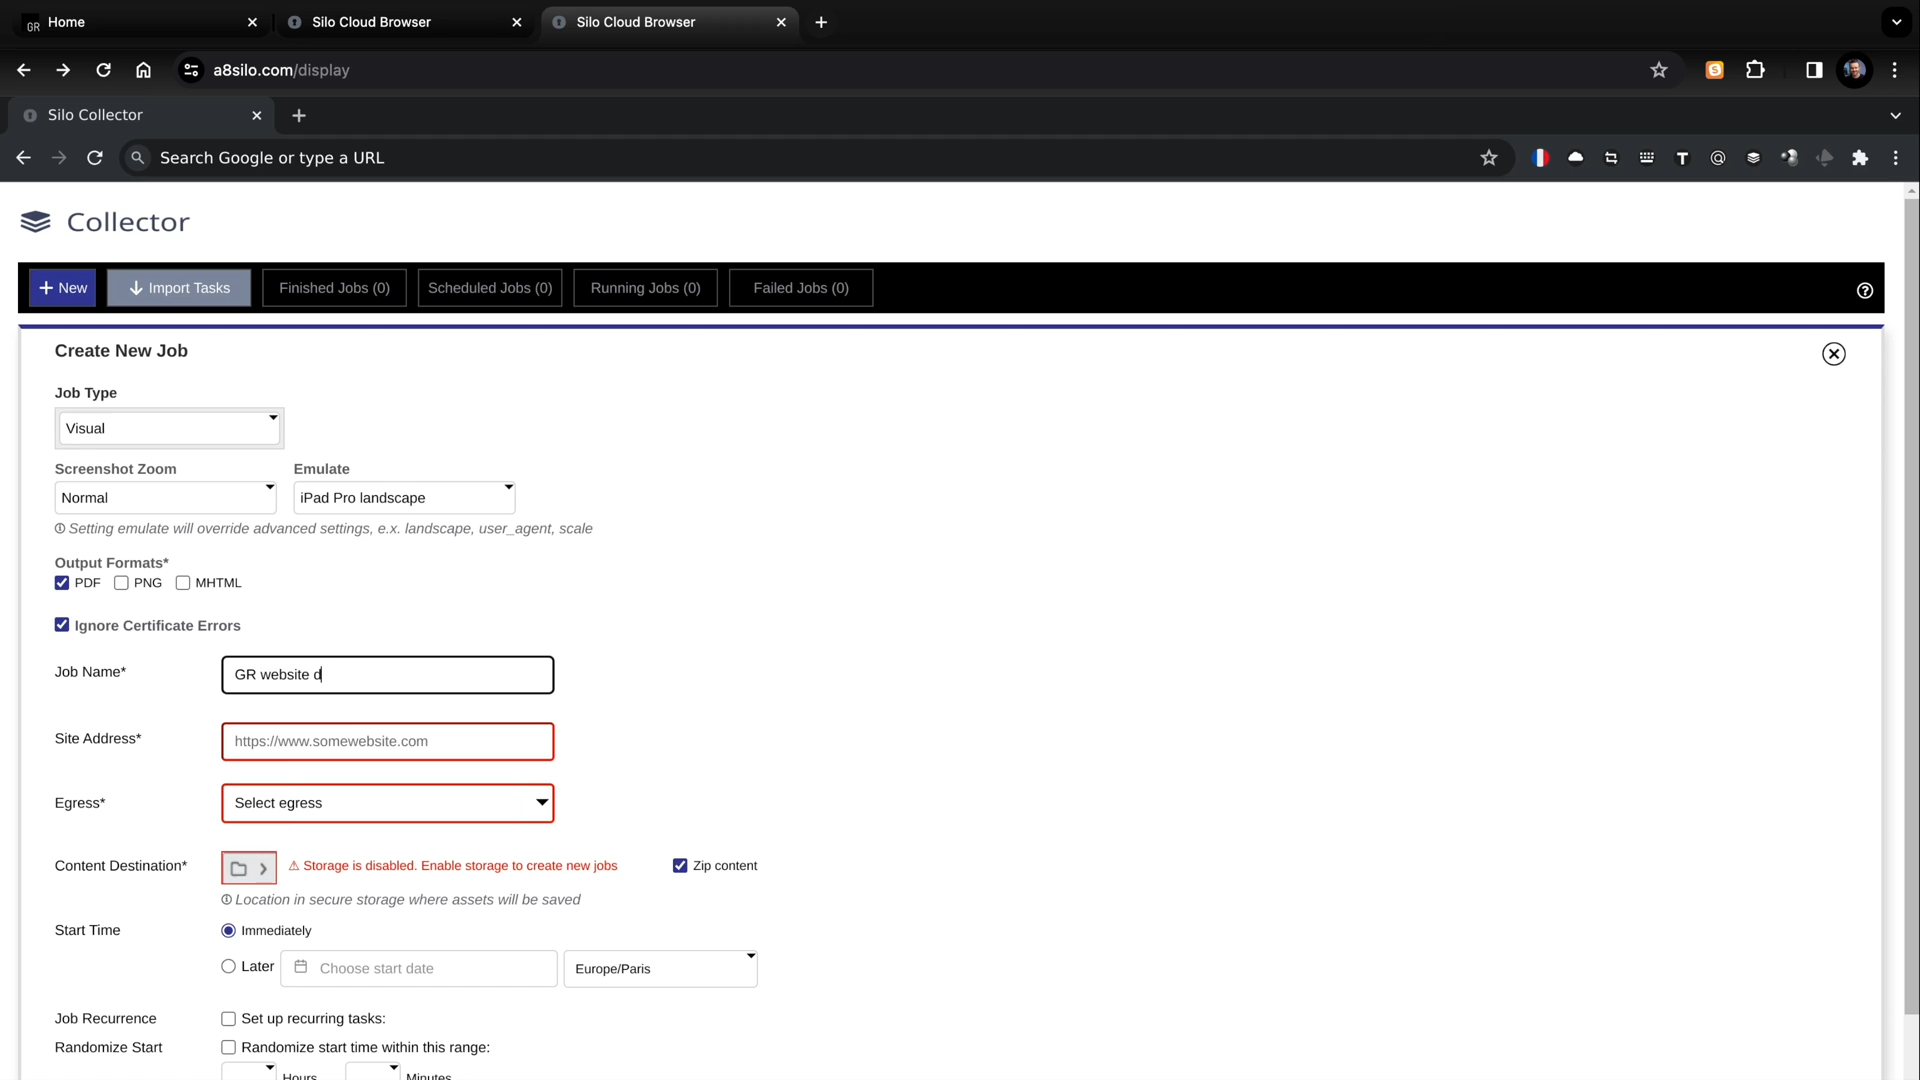 GR Home
Silo Cloud Browser
Silo Cloud Browser
a8silo.com/display
S
Silo Collector
Search Google or type a URL
T
Collector
+ New
Import Tasks
Finished Jobs (0)
Scheduled Jobs (0)
Running Jobs (0)
Failed Jobs (0)
Create New Job
Job Type
Visual
Screenshot Zoom
Emulate
Normal
iPad Pro landscape
Setting emulate will override advanced settings, e.x. landscape, user_agent, scale
Output Formats*
PDF
PNG
MHTML
Ignore Certificate Errors
Job Name*
GR website d
Site Address*
https://www.somewebsite.com
Egress*
Select egress
Content Destination*
Storage is disabled. Enable storage to create new jobs
Zip content
Location in secure storage where assets will be saved
Start Time
Immediately
Later
Choose start date
Europe/Paris
Job Recurrence
Set up recurring tasks:
Randomize Start
Randomize start time within this range:
Hours
Minutes